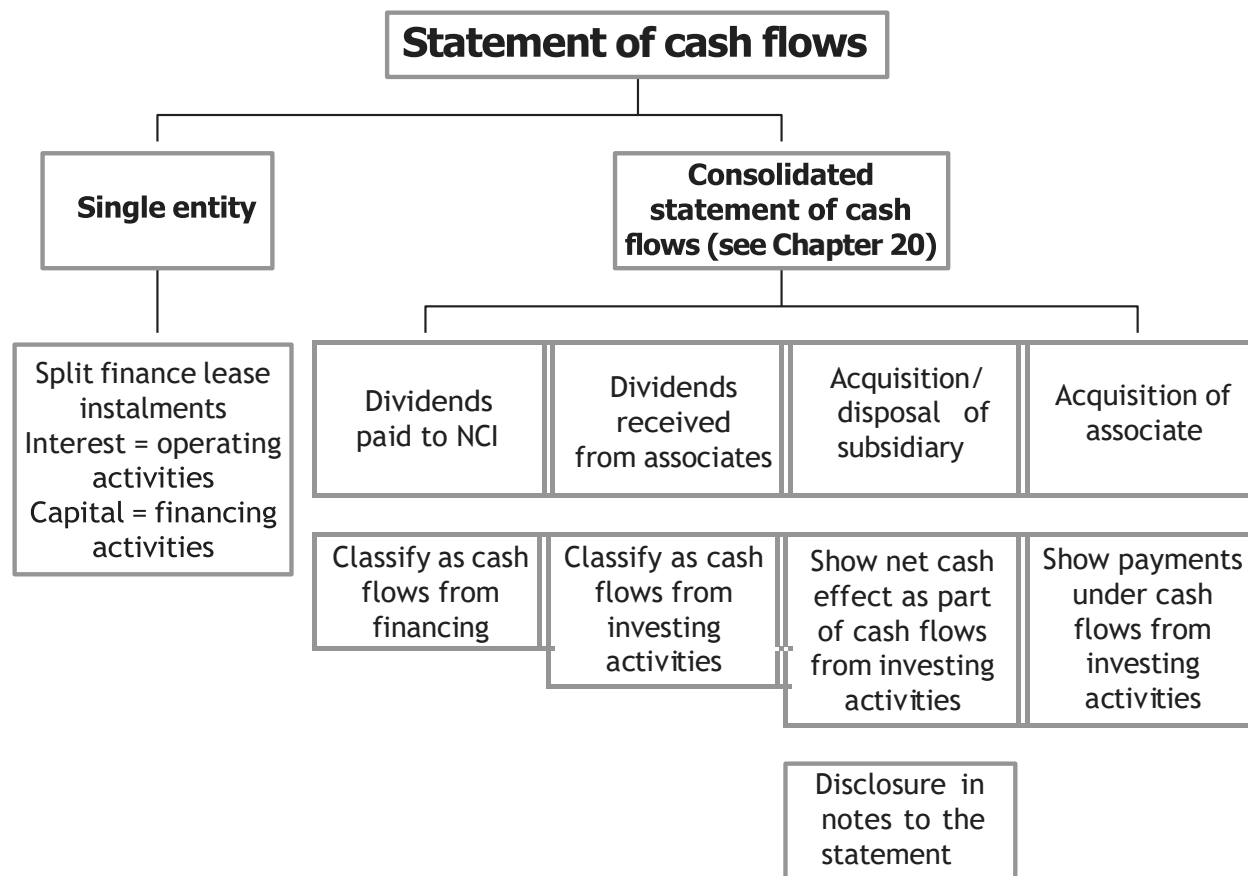 Statement of cash flows
Single entity
Consolidated
statement of cash
flows (see Chapter 20)
Split finance lease
instalments
Interest = operating
activities
Capital = financing
activities
Dividends
paid to NCI
Dividends
received
from associates
Acquisition/
disposal of
subsidiary
Acquisition of
associate
Classify as cash
flows from
financing
Classify as cash
flows from
investing
activities
Show net cash
effect as part
of cash flows
from investing
activities
Show payments
under cash
flows from
investing
activities
Disclosure in
notes to the
statement